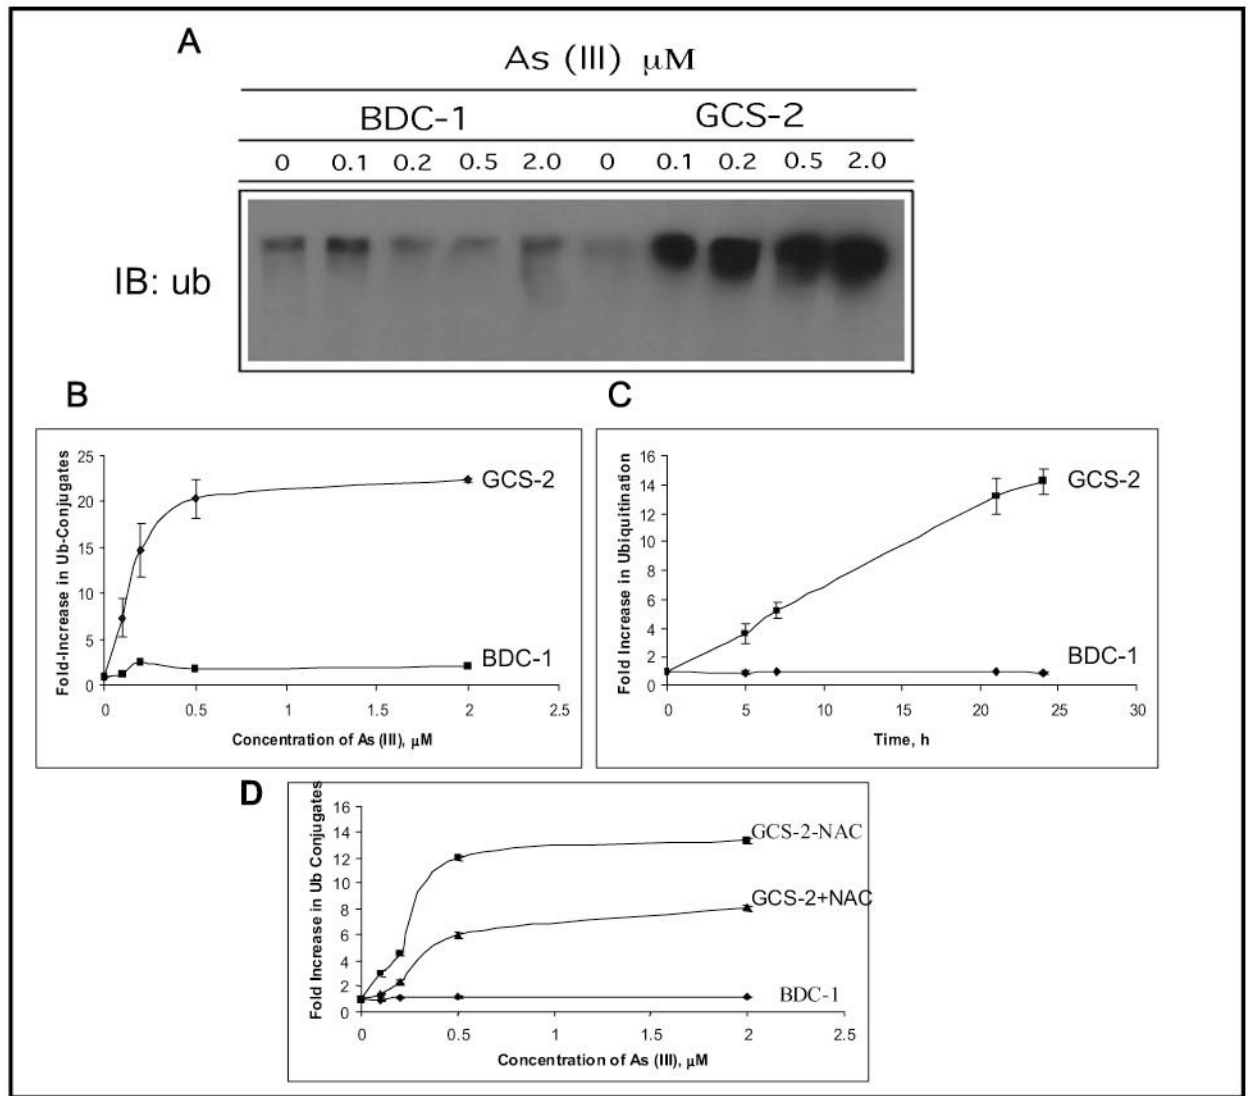 A
As (III) μM
BDC-1 GCS-2
0 0.1 0.2 0.5 2.0 0 0.1 0.2 0.5 2.0
IB: ub
B
Fold-Increase in Ub-Conjugates
25
20
15
10
5
0
GCS-2
BDC-1
0 0.5 1 1.5 2 2.5
Concentration of As (III), μM
C
Fold Increase in Ubiquitination
16
14
12
10
8
6
4
2
0
GCS-2
BDC-1
0 5 10 15 20 25 30
Time, h
D
Fold Increase in Ub Conjugates
16
14
12
10
8
6
4
2
0
GCS-2-NAC
GCS-2+NAC
BDC-1
0 0.5 1 1.5 2 2.5
Concentration of As (III), μM